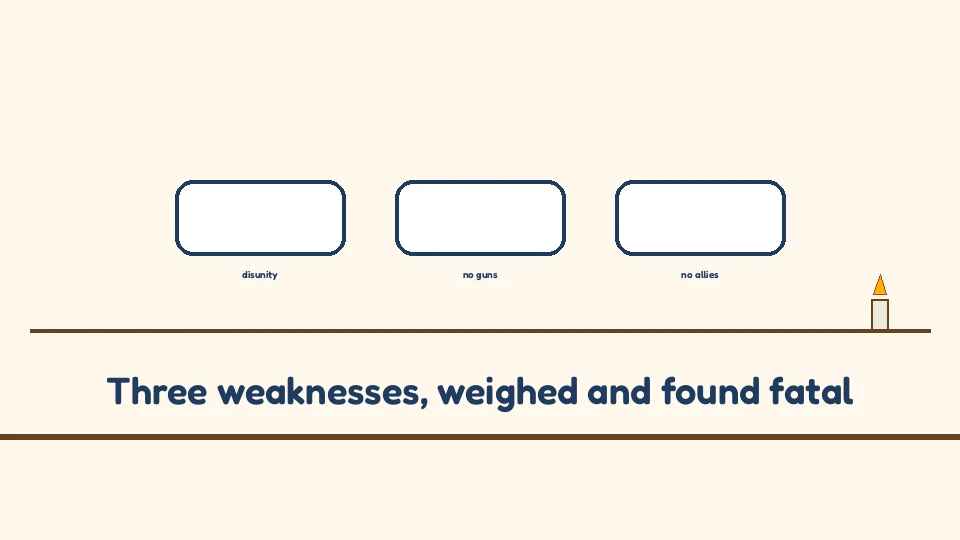 disunity
no guns
no allies
Three weaknesses, weighed and found fatal